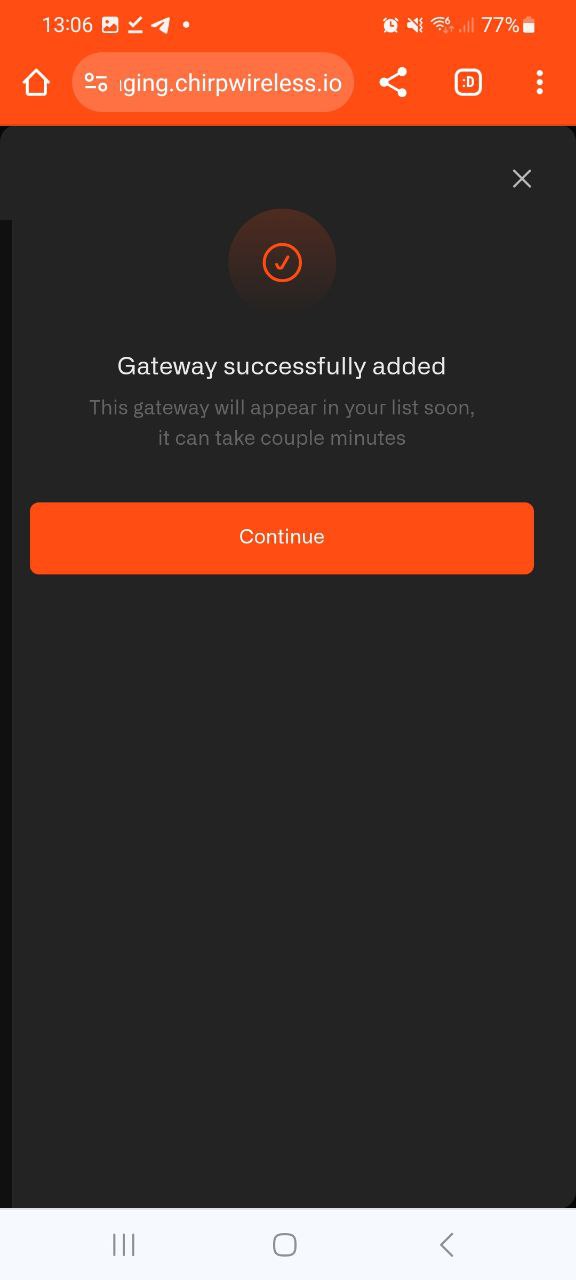 13:06
77%
ging.chirpwireless.io
:D
Gateway successfully added
This gateway will appear in your list soon,
it can take couple minutes
Continue